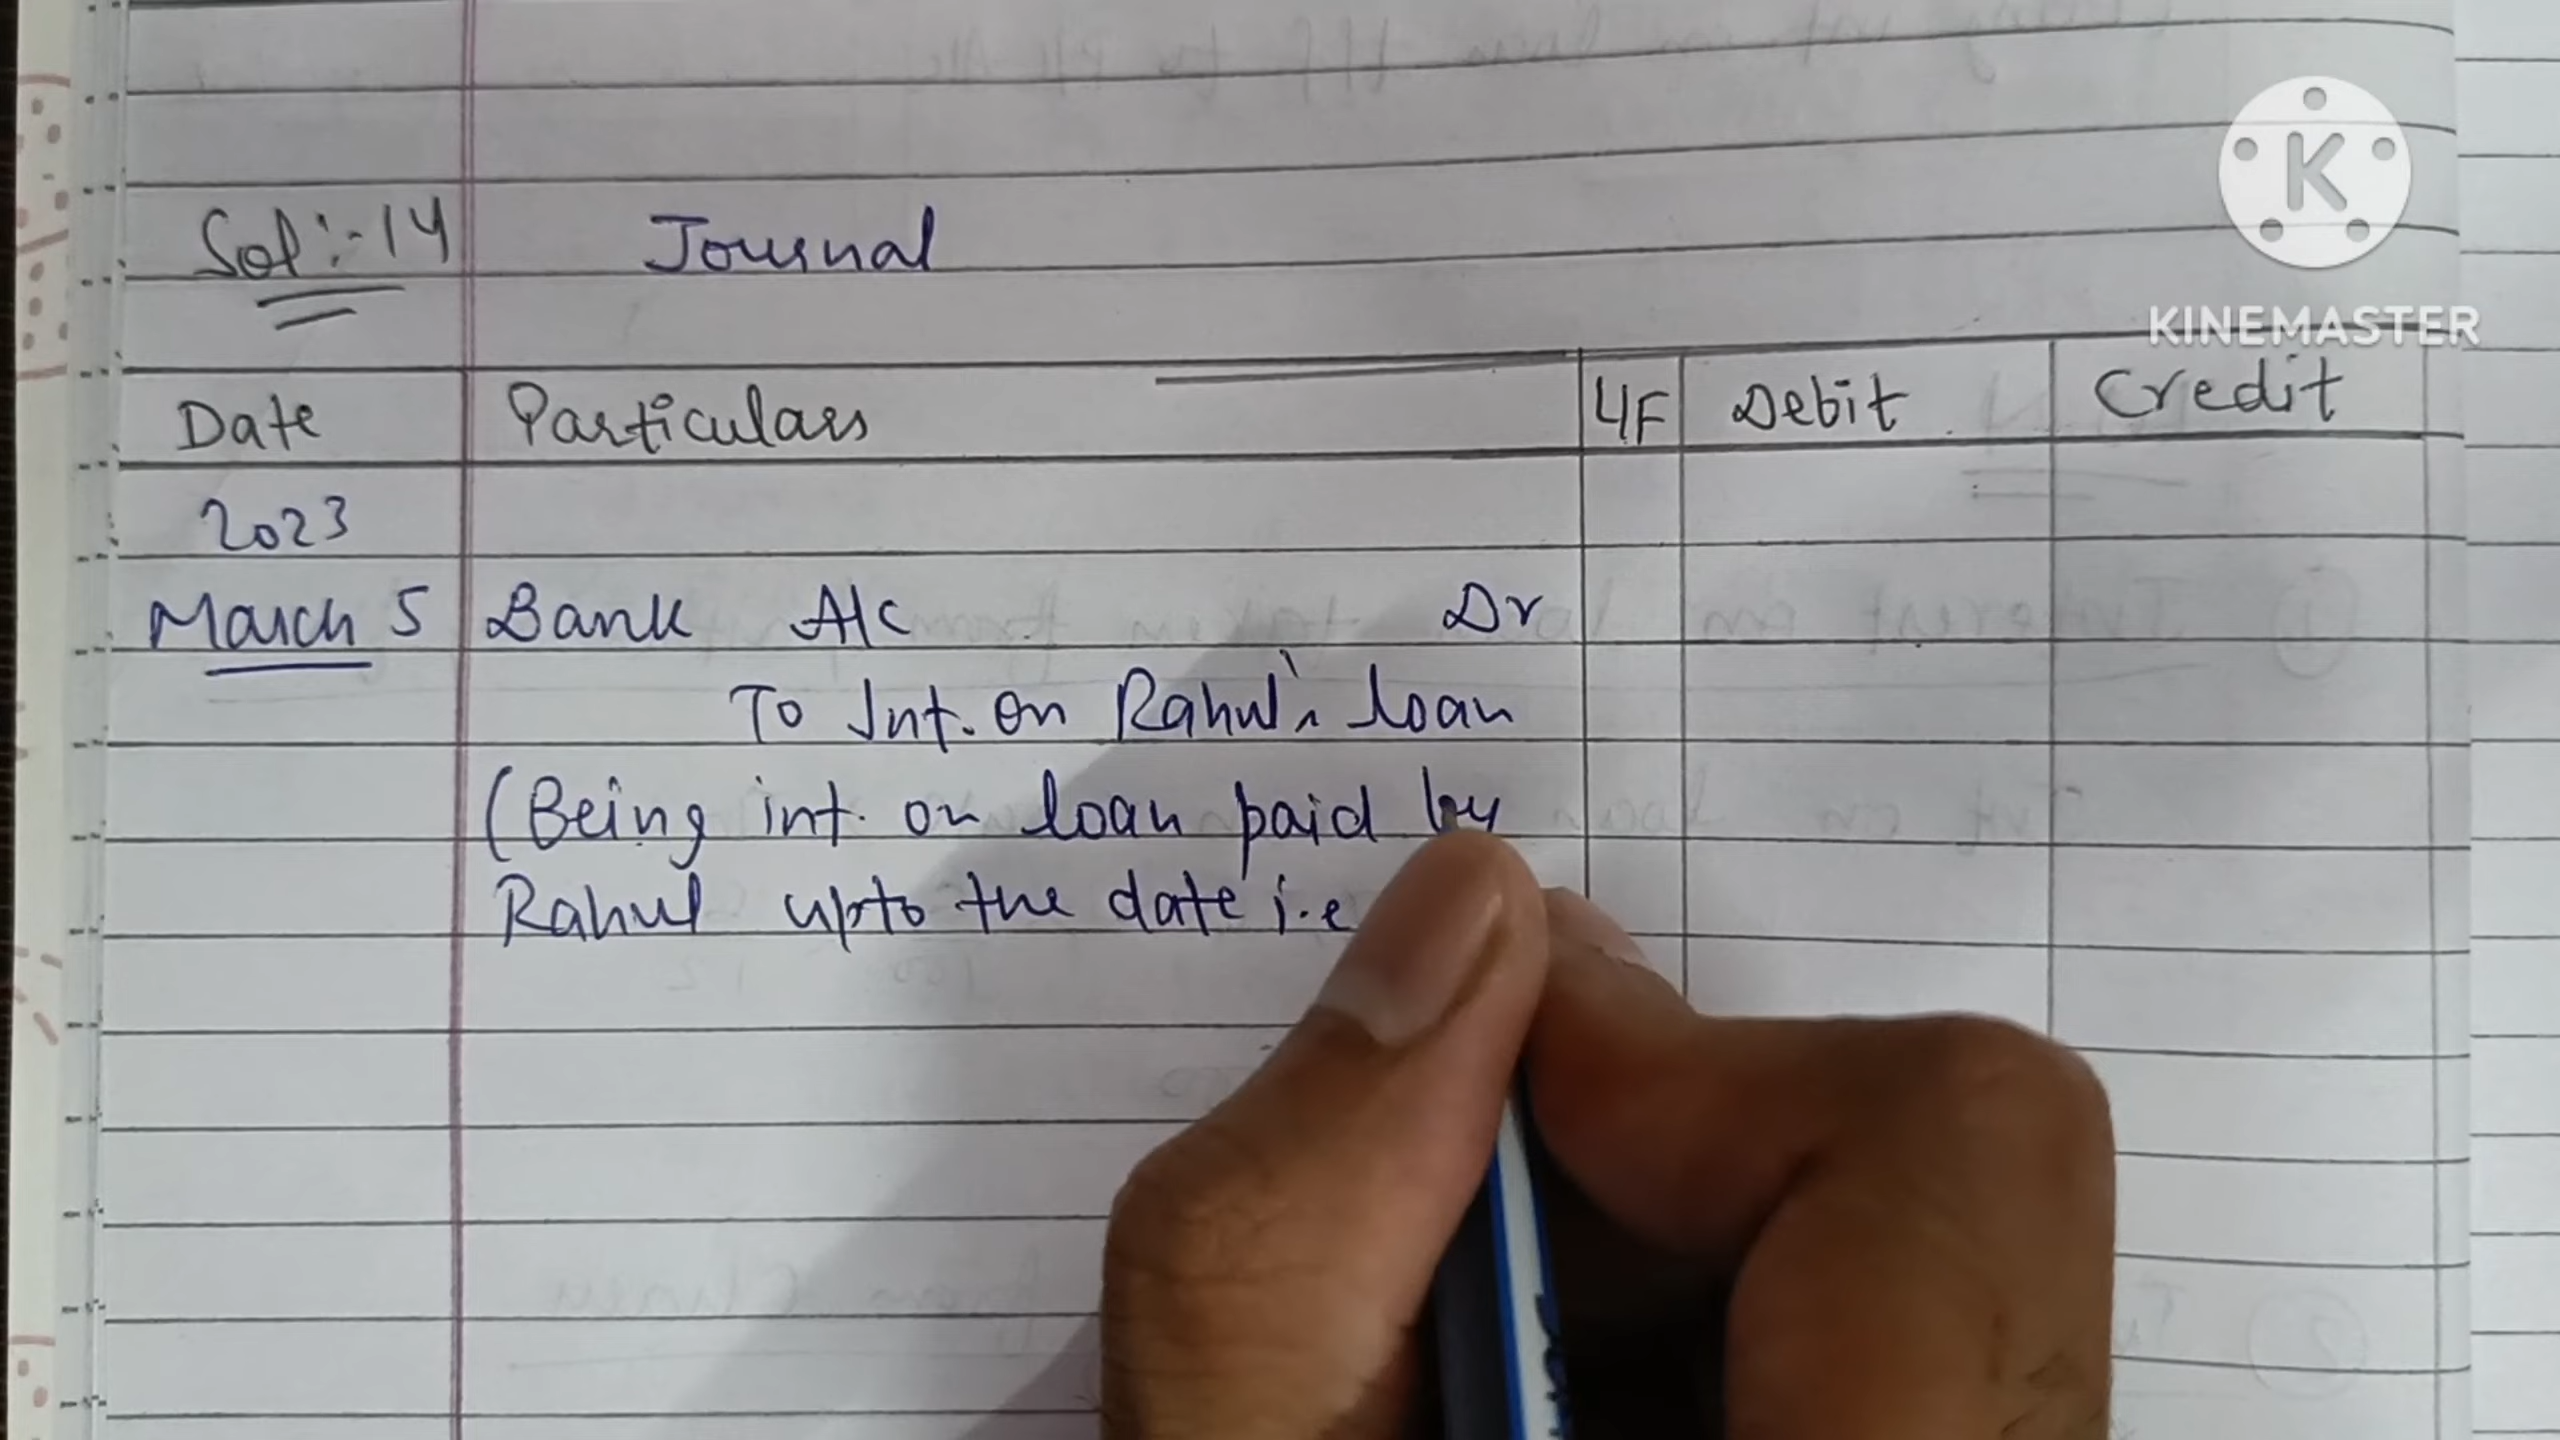 Sol:-14 Journal
K
KINEMASTER
Date Particulars L/F Debit Credit
2023
March 5 Bank A/c Dr
To Int. on Rahul's loan
(Being int. on loan paid by
Rahul upto the date i.e